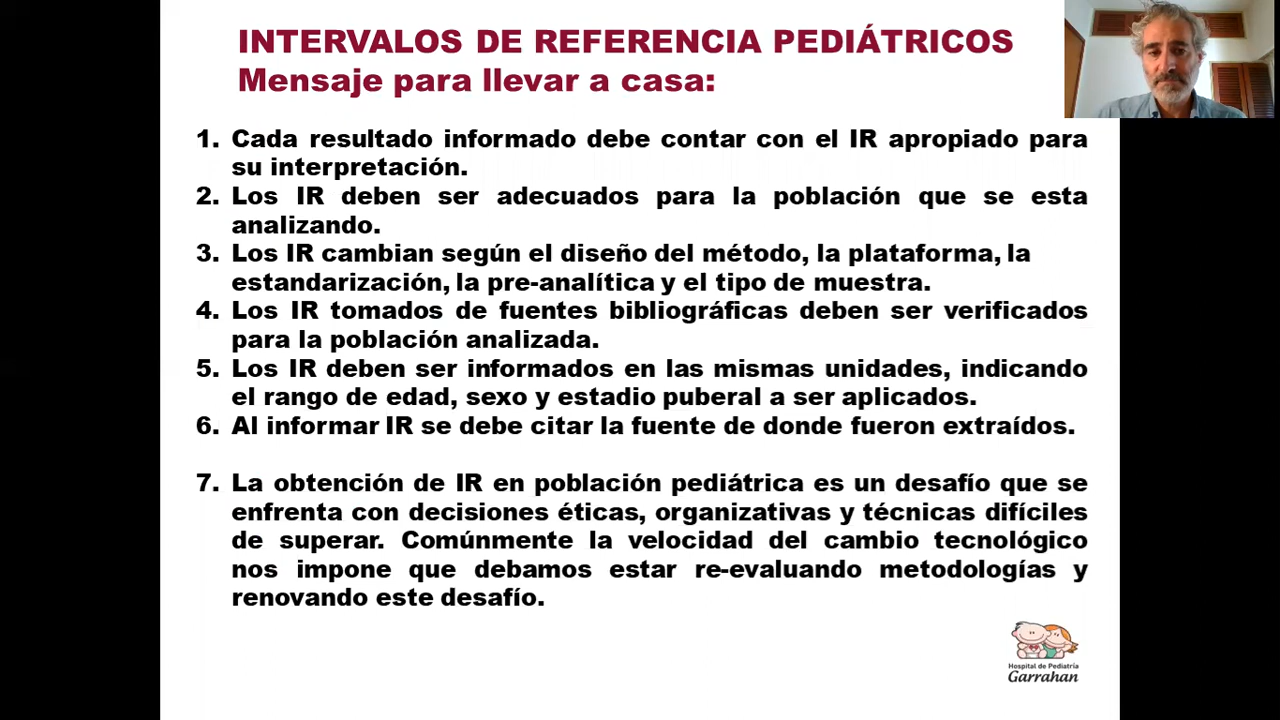 INTERVALOS DE REFERENCIA PEDIÁTRICOS
Mensaje para llevar a casa:
1. Cada resultado informado debe contar con el IR apropiado para
su interpretación.
2. Los IR deben ser adecuados para la población que se esta
analizando.
3. Los IR cambian según el diseño del método, la plataforma, la
estandarización, la pre-analítica y el tipo de muestra.
4. Los IR tomados de fuentes bibliográficas deben ser verificados
para la población analizada.
5. Los IR deben ser informados en las mismas unidades, indicando
el rango de edad, sexo y estadio puberal a ser aplicados.
6. Al informar IR se debe citar la fuente de donde fueron extraídos.
7. La obtención de IR en población pediátrica es un desafío que se
enfrenta con decisiones éticas, organizativas y técnicas difíciles
de superar. Comúnmente la velocidad del cambio tecnológico
nos impone que debamos estar re-evaluando metodologías y
renovando este desafío.
Hospital de Pediatría
Garrahan